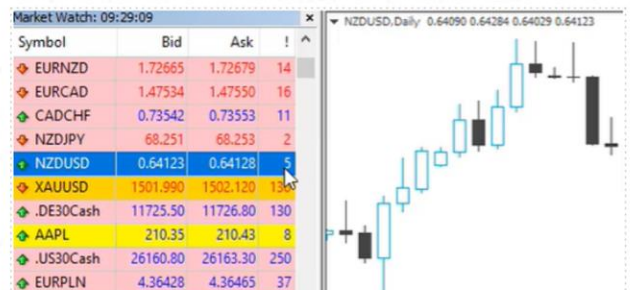 Market Watch: 09:29:09
Symbol Bid Ask !
EURNZD 1.72665 1.72679 14
EURCAD 1.47534 1.47550 16
CADCHF 0.73542 0.73553 11
NZDJPY 68.251 68.253 2
NZDUSD 0.64123 0.64128 5
XAUUSD 1501.990 1502.120 130
.DE30Cash 11725.50 11726.80 130
AAPL 210.35 210.43 8
.US30Cash 26160.80 26163.30 250
EURPLN 4.36428 4.36465 37
NZDUSD,Daily 0.64090 0.64284 0.64029 0.64123